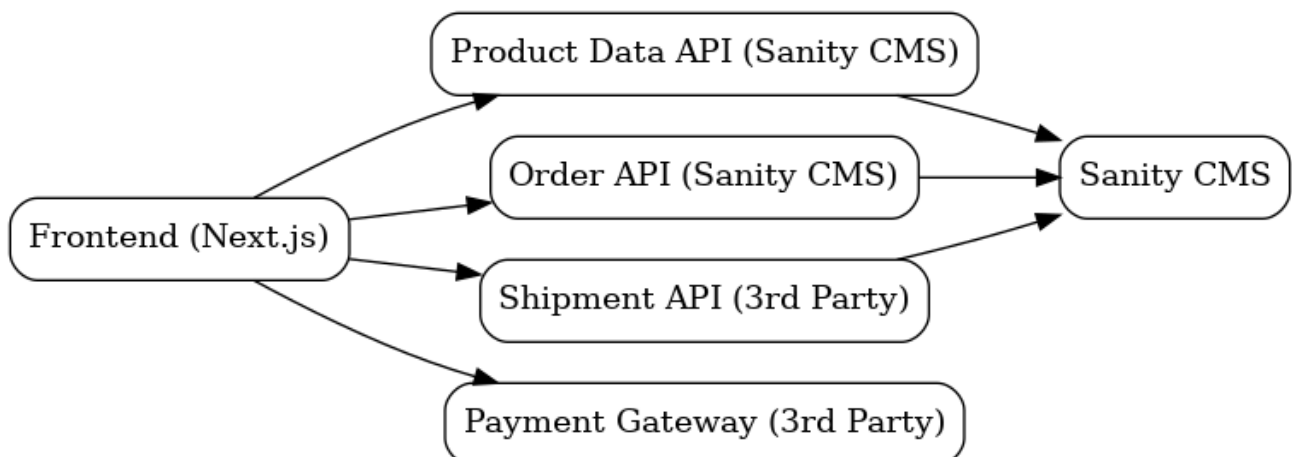 Product Data API (Sanity CMS)
Order API (Sanity CMS)
Sanity CMS
Frontend (Next.js)
Shipment API (3rd Party)
Payment Gateway (3rd Party)